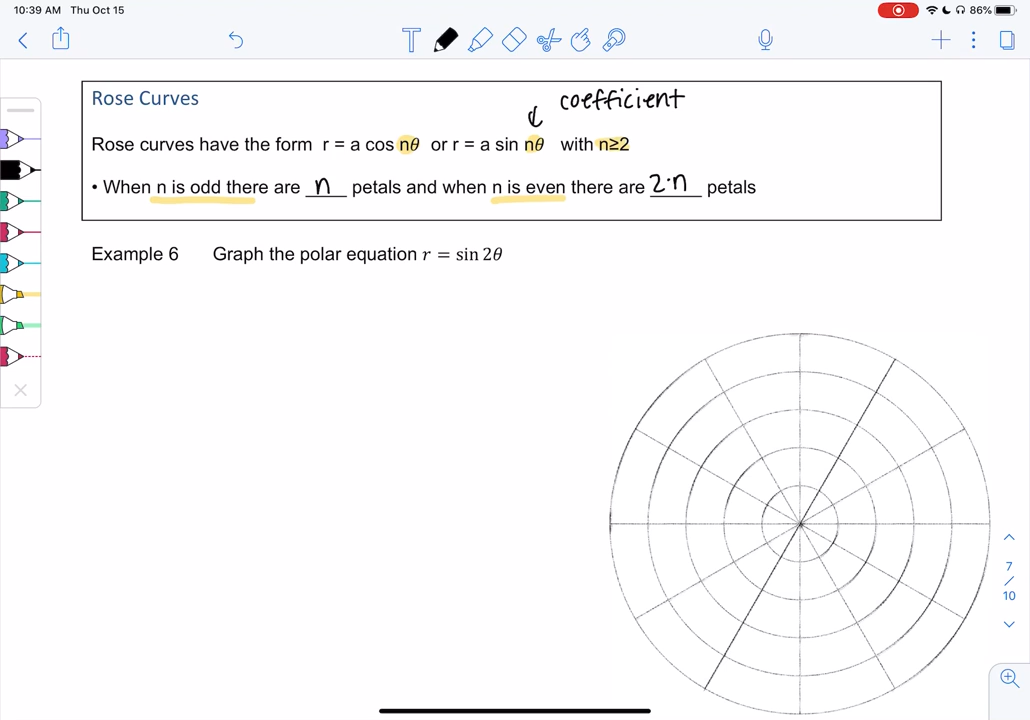 10:39 AM Thu Oct 15
86%
T
Rose Curves
coefficient
Rose curves have the form r = a cos nθ or r = a sin nθ with n≥2
• When n is odd there are n petals and when n is even there are 2·n petals
Example 6 Graph the polar equation r = sin 2θ
7
/
10